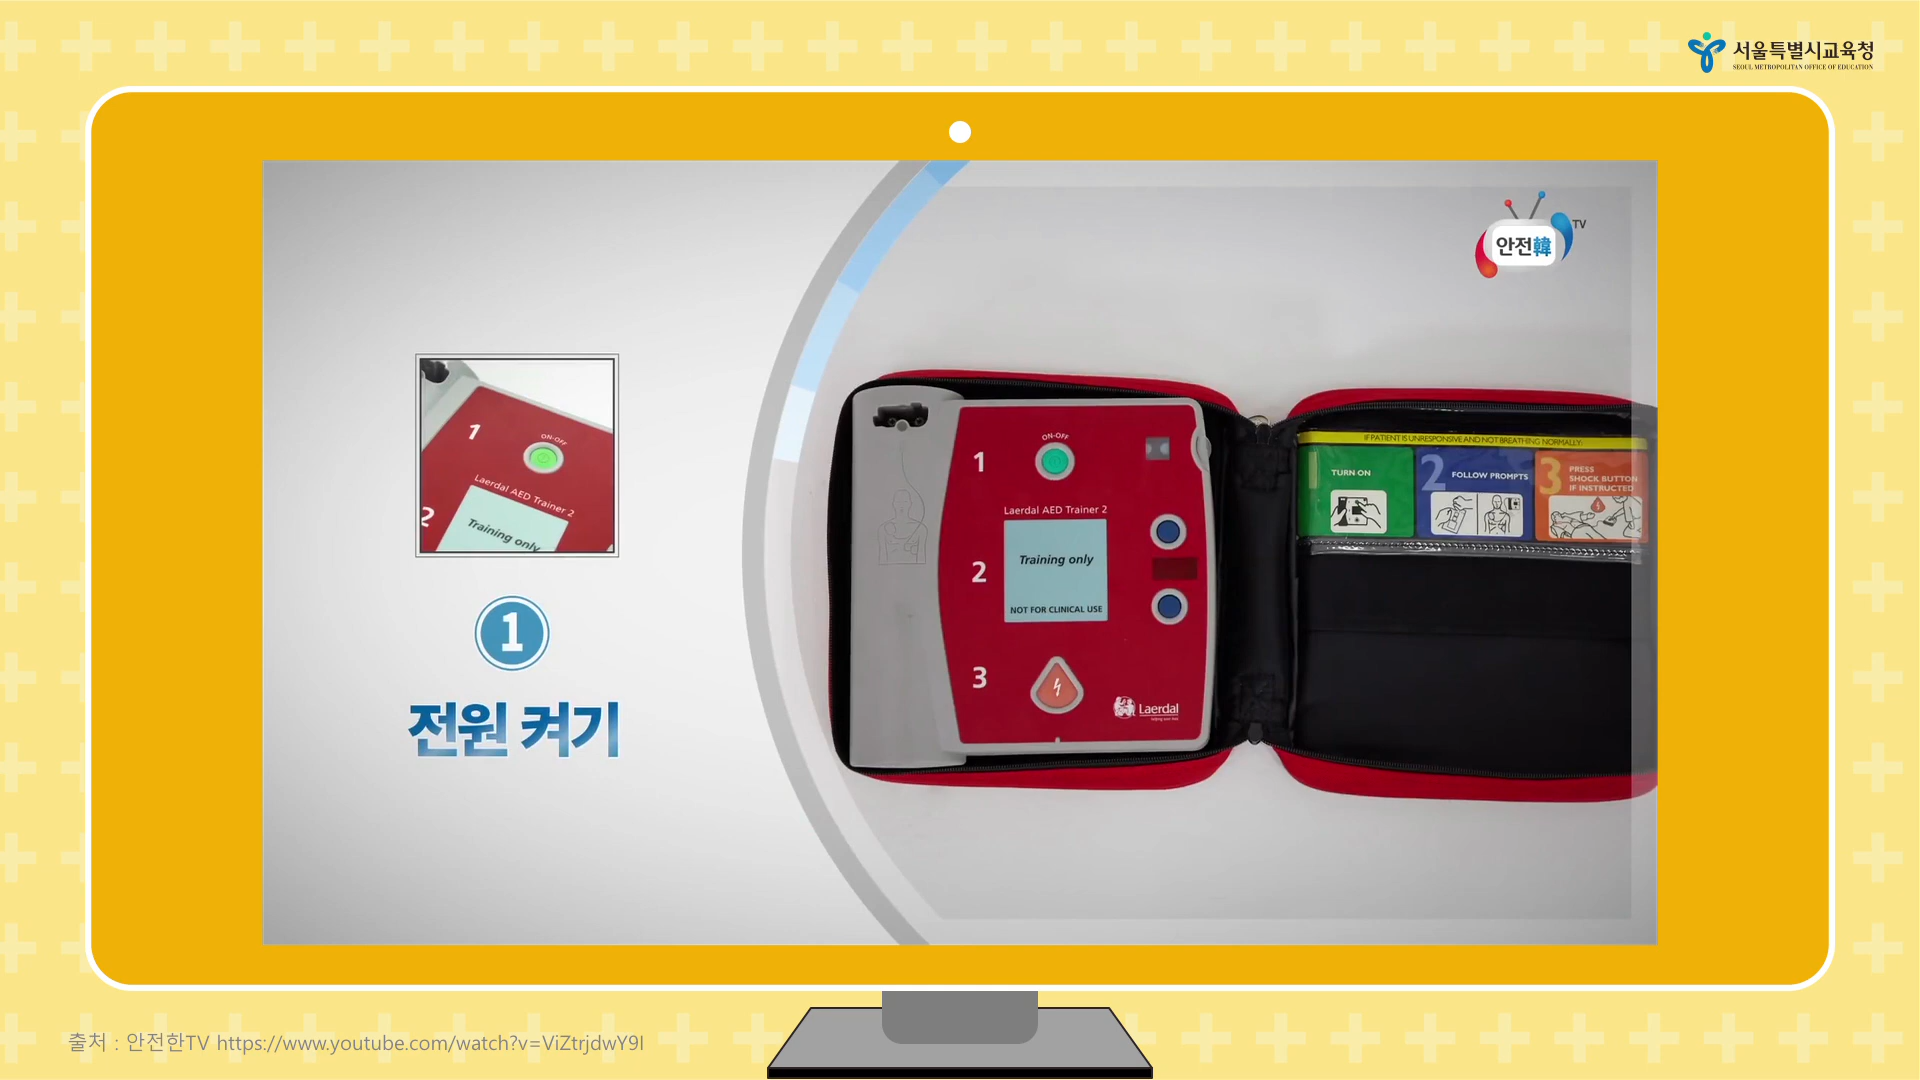 서울특별시교육청
SEOUL METROPOLITAN OFFICE OF EDUCATION
안전韓 TV
1
ON-OFF
Laerdal AED Trainer 2
2
Training only
1
전원 켜기
1
ON-OFF
Laerdal AED Trainer 2
2
Training only
NOT FOR CLINICAL USE
3
Laerdal
IF PATIENT IS UNRESPONSIVE AND NOT BREATHING NORMALLY:
TURN ON
2 FOLLOW PROMPTS
3 PRESS
SHOCK BUTTON
IF INSTRUCTED
출처 : 안전한TV https://www.youtube.com/watch?v=ViZtrjdwY9I